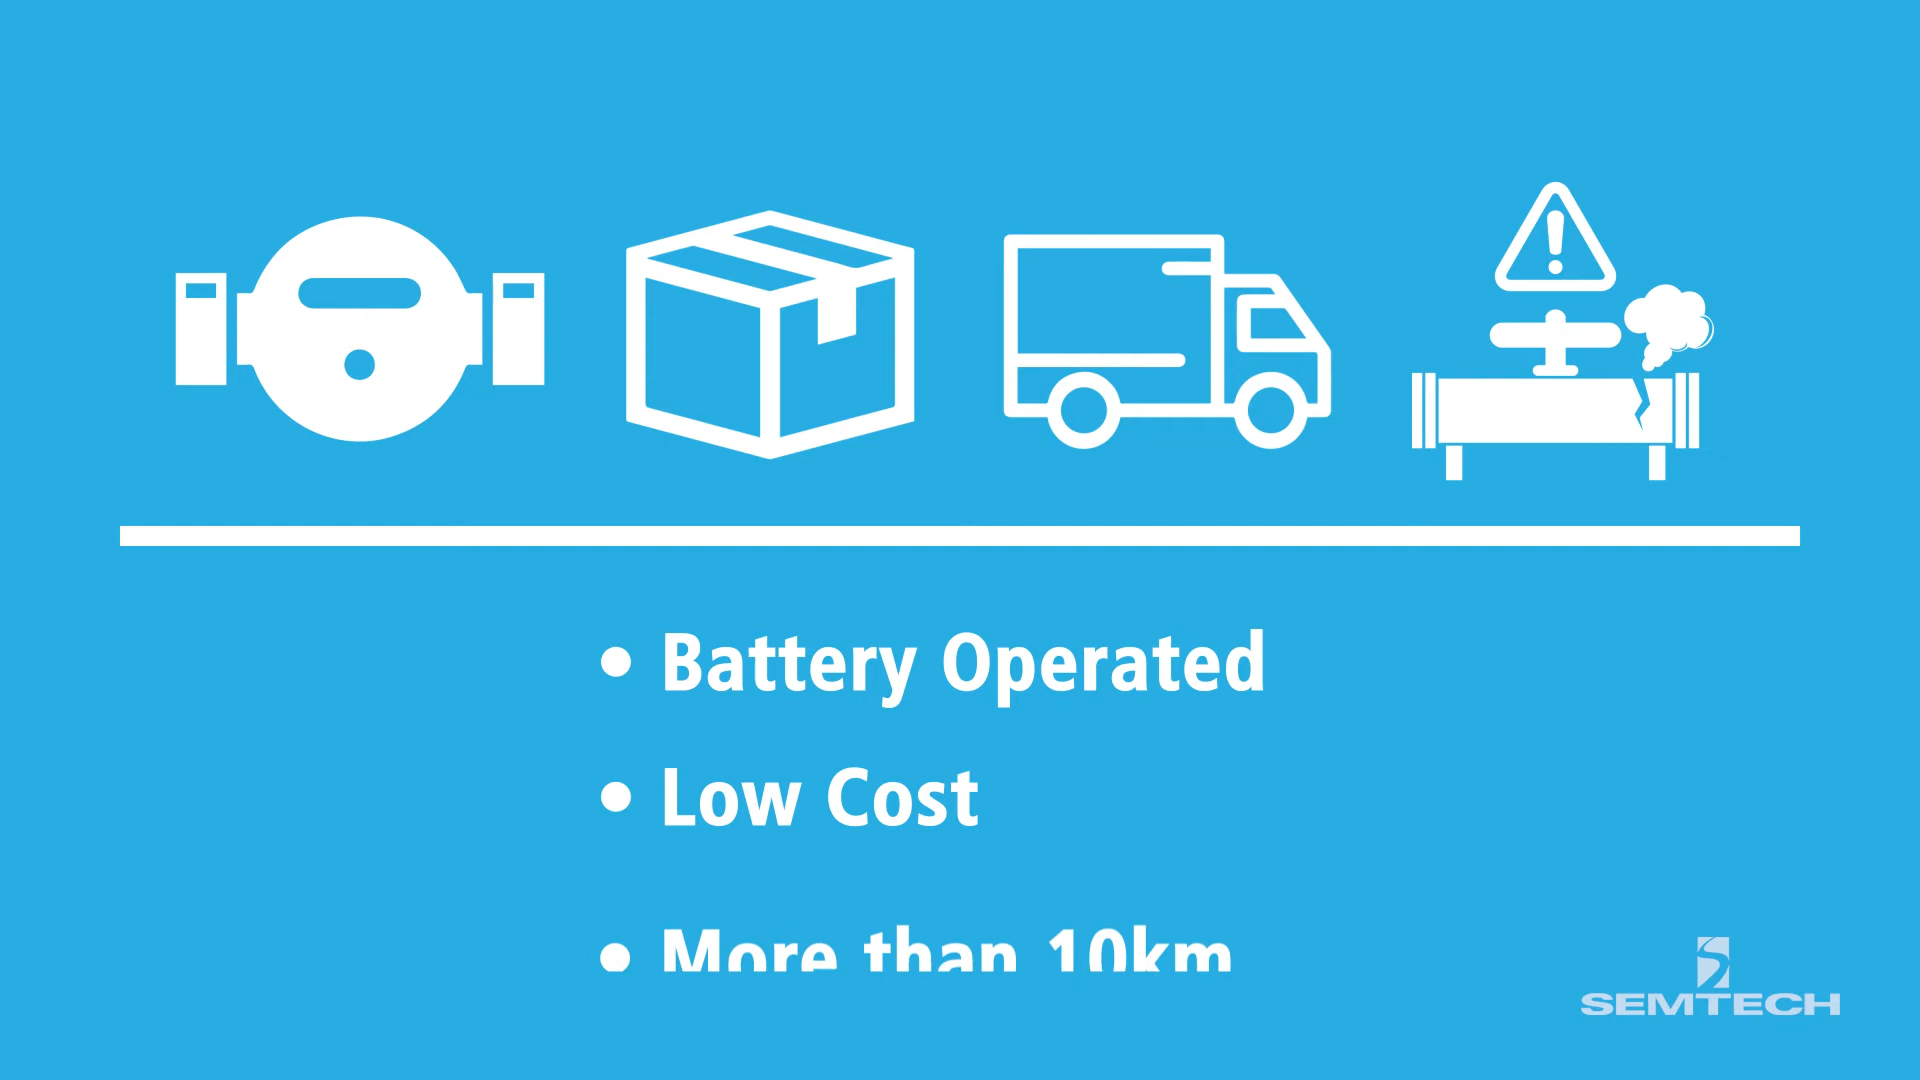 • Battery Operated
• Low Cost
• More than 10km
SEMTECH